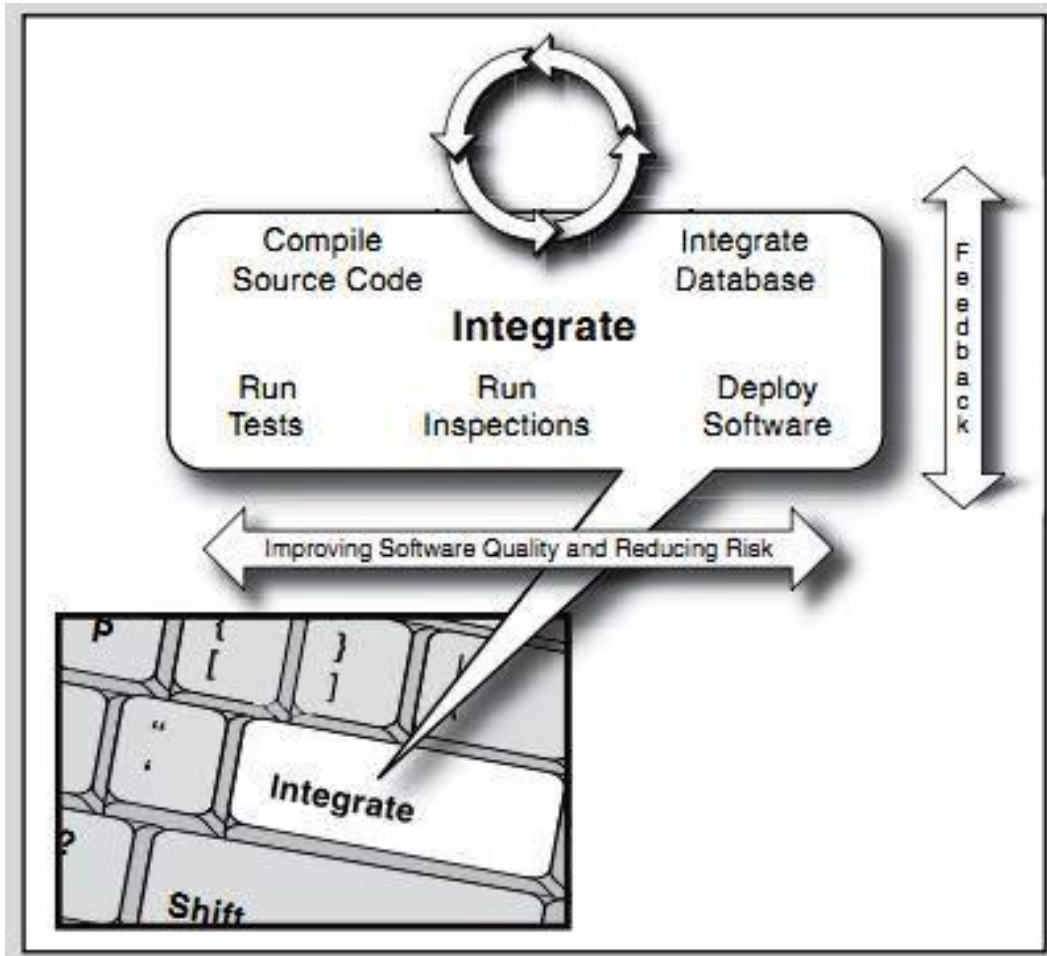 Compile
Source Code
Integrate
Database
Integrate
Run
Tests
Run
Inspections
Deploy
Software
Feedback
Improving Software Quality and Reducing Risk
P
{
[
}
]
|
\
“
‘
Integrate
?
Shift